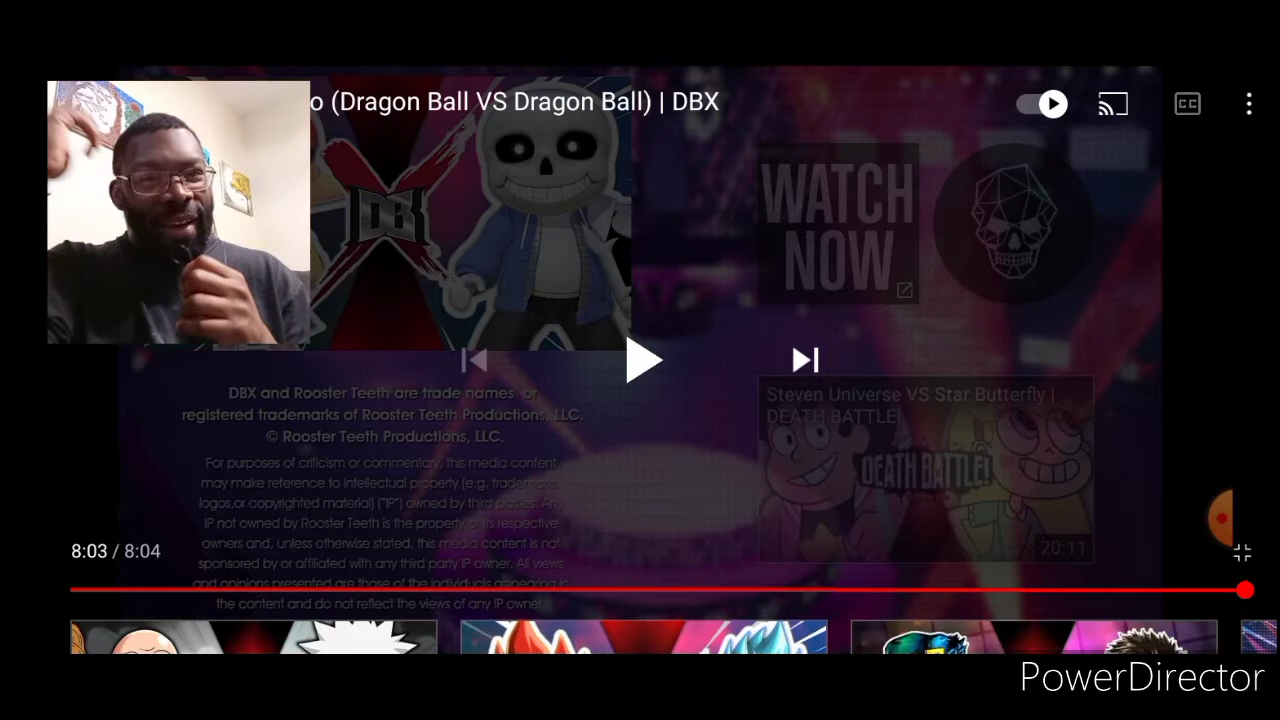 o (Dragon Ball VS Dragon Ball) | DBX
CC
DBX
WATCH
NOW
DBX and Rooster Teeth are trade names or
registered trademarks of Rooster Teeth Productions, LLC.
© Rooster Teeth Productions, LLC.
For purposes of criticism or commentary, this media content
may make reference to intellectual property (e.g. trademarks,
logos,or copyrighted material) ("IP") owned by third parties. Any
IP not owned by Rooster Teeth is the property of its respective
owners and, unless otherwise stated, this media content is not
sponsored by or affiliated with any third party IP owner. All views
and opinions presented are those of the individuals appearing in
the content and do not reflect the views of any IP owner.
Steven Universe VS Star Butterfly |
DEATH BATTLE!
DEATH BATTLE!
20:11
8:03 / 8:04
PowerDirector